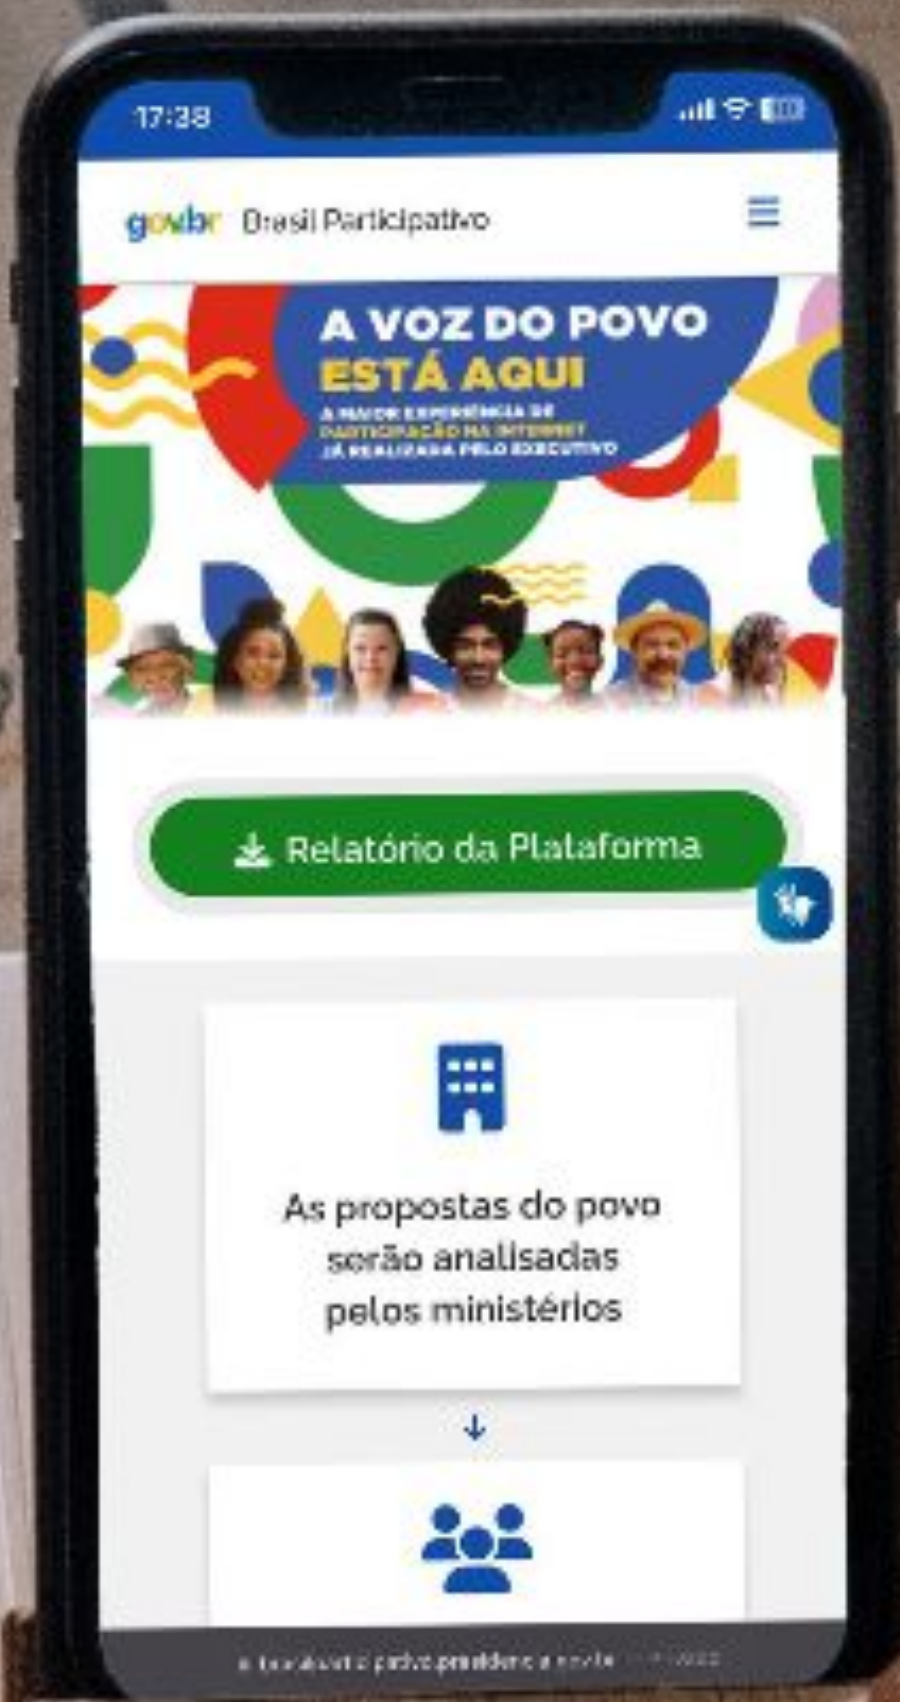 17:38
gov.br Brasil Participativo
A VOZ DO POVO
ESTÁ AQUI
A MAIOR EXPERIÊNCIA DE
PARTICIPAÇÃO NA INTERNET
JÁ REALIZADA PELO EXECUTIVO
Relatório da Plataforma
As propostas do povo
serão analisadas
pelos ministérios